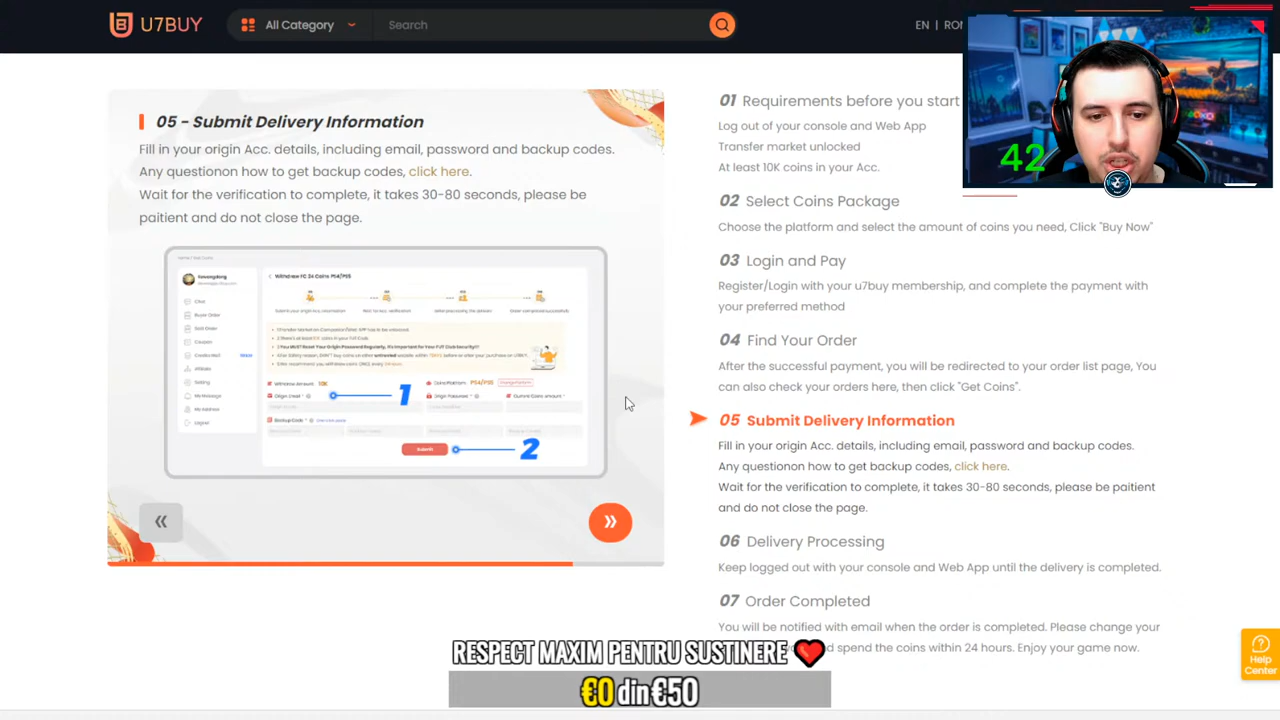 U7BUY
All Category
Search
EN | RON
05 - Submit Delivery Information
Fill in your origin Acc. details, including email, password and backup codes.
Any questionon how to get backup codes, click here.
Wait for the verification to complete, it takes 30-80 seconds, please be
paitient and do not close the page.
Withdraw FC 24 Coins PS4/PS5
1
2
Submit
01 Requirements before you start
Log out of your console and Web App
Transfer market unlocked
At least 10K coins in your Acc.
02 Select Coins Package
Choose the platform and select the amount of coins you need, Click "Buy Now"
03 Login and Pay
Register/Login with your u7buy membership, and complete the payment with
your preferred method
04 Find Your Order
After the successful payment, you will be redirected to your order list page, You
can also check your orders here, then click "Get Coins".
05 Submit Delivery Information
Fill in your origin Acc. details, including email, password and backup codes.
Any questionon how to get backup codes, click here.
Wait for the verification to complete, it takes 30-80 seconds, please be paitient
and do not close the page.
06 Delivery Processing
Keep logged out with your console and Web App until the delivery is completed.
07 Order Completed
You will be notified with email when the order is completed. Please change your
spend the coins within 24 hours. Enjoy your game now.
42
RESPECT MAXIM PENTRU SUSTINERE ❤
€0 din €50
Help
Center